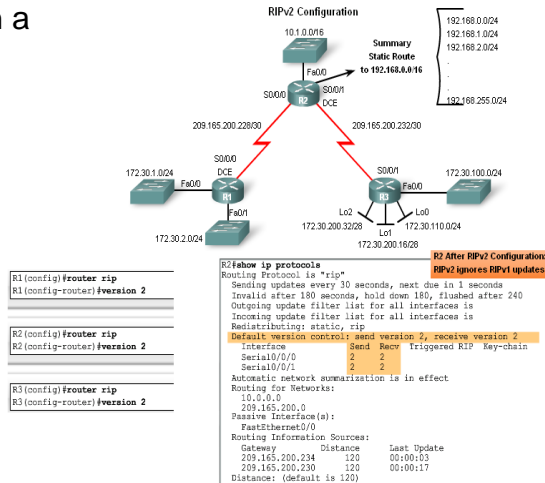 a
RIPv2 Configuration
10.1.0.0/16
Summary
Static Route
to 192.168.0.0/16
192.168.0.0/24
192.168.1.0/24
192.168.2.0/24
.
.
.
192.168.255.0/24
Fa0/0
S0/0/0
R2
S0/0/1
DCE
209.165.200.228/30
209.165.200.232/30
172.30.1.0/24
Fa0/0
S0/0/0
DCE
R1
Fa0/1
172.30.2.0/24
S0/0/1
R3
Fa0/0
172.30.100.0/24
Lo2
Lo1
Lo0
172.30.200.32/28
172.30.110.0/24
172.30.200.16/28
R1(config)#router rip
R1(config-router)#version 2
R2(config)#router rip
R2(config-router)#version 2
R3(config)#router rip
R3(config-router)#version 2
R2 After RIPv2 Configuration:
RIPv2 ignores RIPv1 updates
R2#show ip protocols
Routing Protocol is "rip"
Sending updates every 30 seconds, next due in 1 seconds
Invalid after 180 seconds, hold down 180, flushed after 240
Outgoing update filter list for all interfaces is
Incoming update filter list for all interfaces is
Redistributing: static, rip
Default version control: send version 2, receive version 2
Interface Send Recv Triggered RIP Key-chain
Serial0/0/0 2 2
Serial0/0/1 2 2
Automatic network summarization is in effect
Routing for Networks:
10.0.0.0
209.165.200.0
Passive Interface(s):
FastEthernet0/0
Routing Information Sources:
Gateway Distance Last Update
209.165.200.234 120 00:00:03
209.165.200.230 120 00:00:17
Distance: (default is 120)